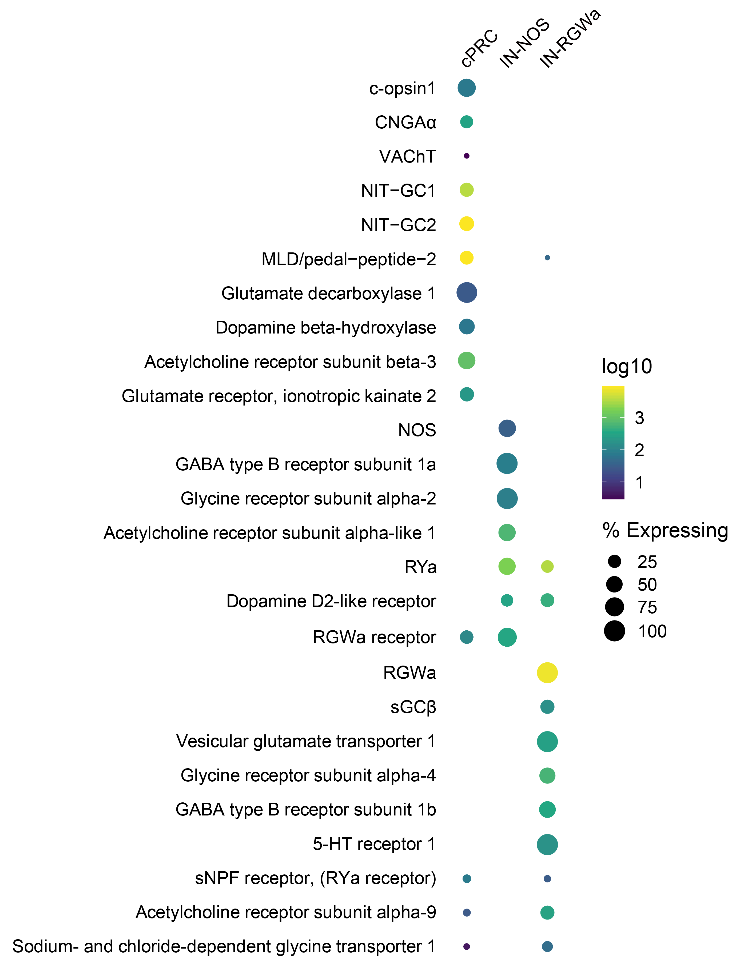 cPRC
IN-NOS
IN-RGWa
c-opsin1
CNGAα
VAChT
NIT−GC1
NIT−GC2
MLD/pedal−peptide−2
Glutamate decarboxylase 1
Dopamine beta-hydroxylase
Acetylcholine receptor subunit beta-3
Glutamate receptor, ionotropic kainate 2
NOS
GABA type B receptor subunit 1a
Glycine receptor subunit alpha-2
Acetylcholine receptor subunit alpha-like 1
RYa
Dopamine D2-like receptor
RGWa receptor
RGWa
sGCβ
Vesicular glutamate transporter 1
Glycine receptor subunit alpha-4
GABA type B receptor subunit 1b
5-HT receptor 1
sNPF receptor, (RYa receptor)
Acetylcholine receptor subunit alpha-9
Sodium- and chloride-dependent glycine transporter 1
log10
3
2
1
% Expressing
25
50
75
100